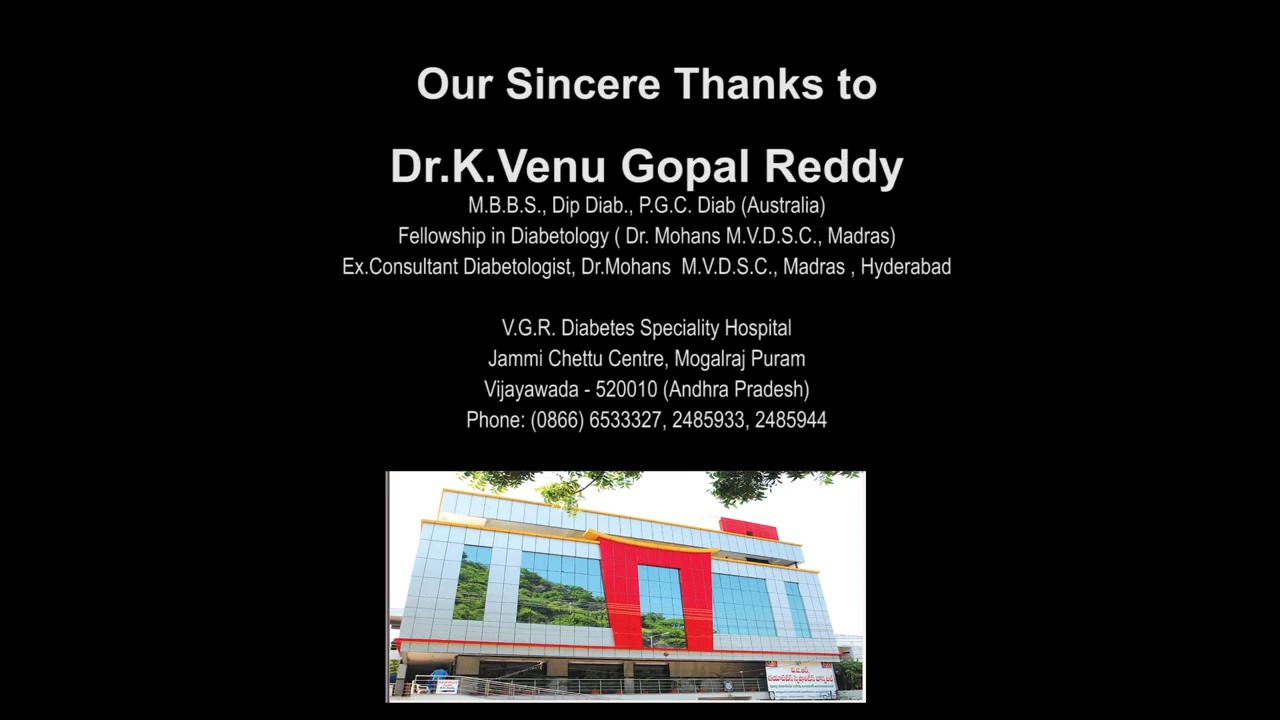 Our Sincere Thanks to
Dr.K.Venu Gopal Reddy
M.B.B.S., Dip Diab., P.G.C. Diab (Australia)
Fellowship in Diabetology ( Dr. Mohans M.V.D.S.C., Madras)
Ex.Consultant Diabetologist, Dr.Mohans  M.V.D.S.C., Madras , Hyderabad
V.G.R. Diabetes Speciality Hospital
Jammi Chettu Centre, Mogalraj Puram
Vijayawada - 520010 (Andhra Pradesh)
Phone: (0866) 6533327, 2485933, 2485944